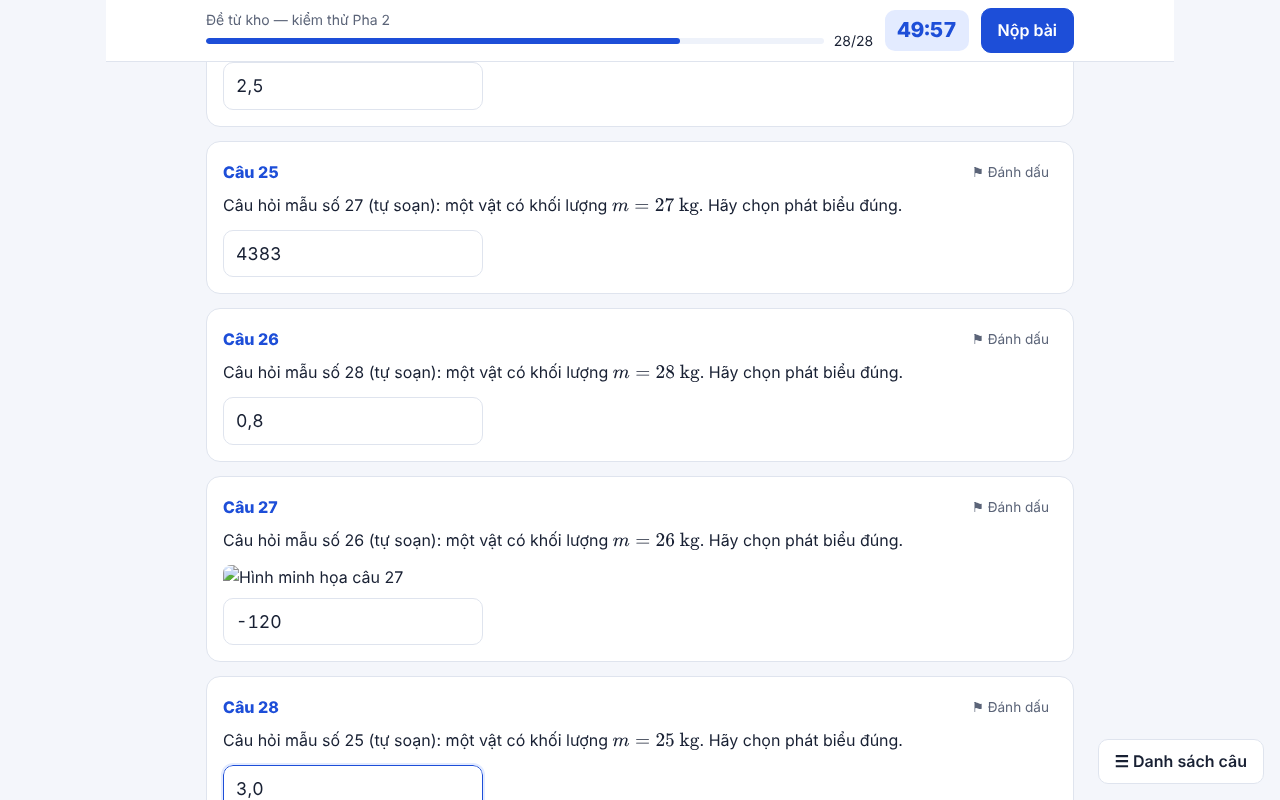 Đề từ kho — kiểm thử Pha 2
28/28
49:57
Nộp bài
2,5
Câu 25
⚑ Đánh dấu
Câu hỏi mẫu số 27 (tự soạn): một vật có khối lượng m = 27 kg. Hãy chọn phát biểu đúng.
4383
Câu 26
⚑ Đánh dấu
Câu hỏi mẫu số 28 (tự soạn): một vật có khối lượng m = 28 kg. Hãy chọn phát biểu đúng.
0,8
Câu 27
⚑ Đánh dấu
Câu hỏi mẫu số 26 (tự soạn): một vật có khối lượng m = 26 kg. Hãy chọn phát biểu đúng.
Hình minh họa câu 27
-120
Câu 28
⚑ Đánh dấu
Câu hỏi mẫu số 25 (tự soạn): một vật có khối lượng m = 25 kg. Hãy chọn phát biểu đúng.
☰ Danh sách câu
3,0